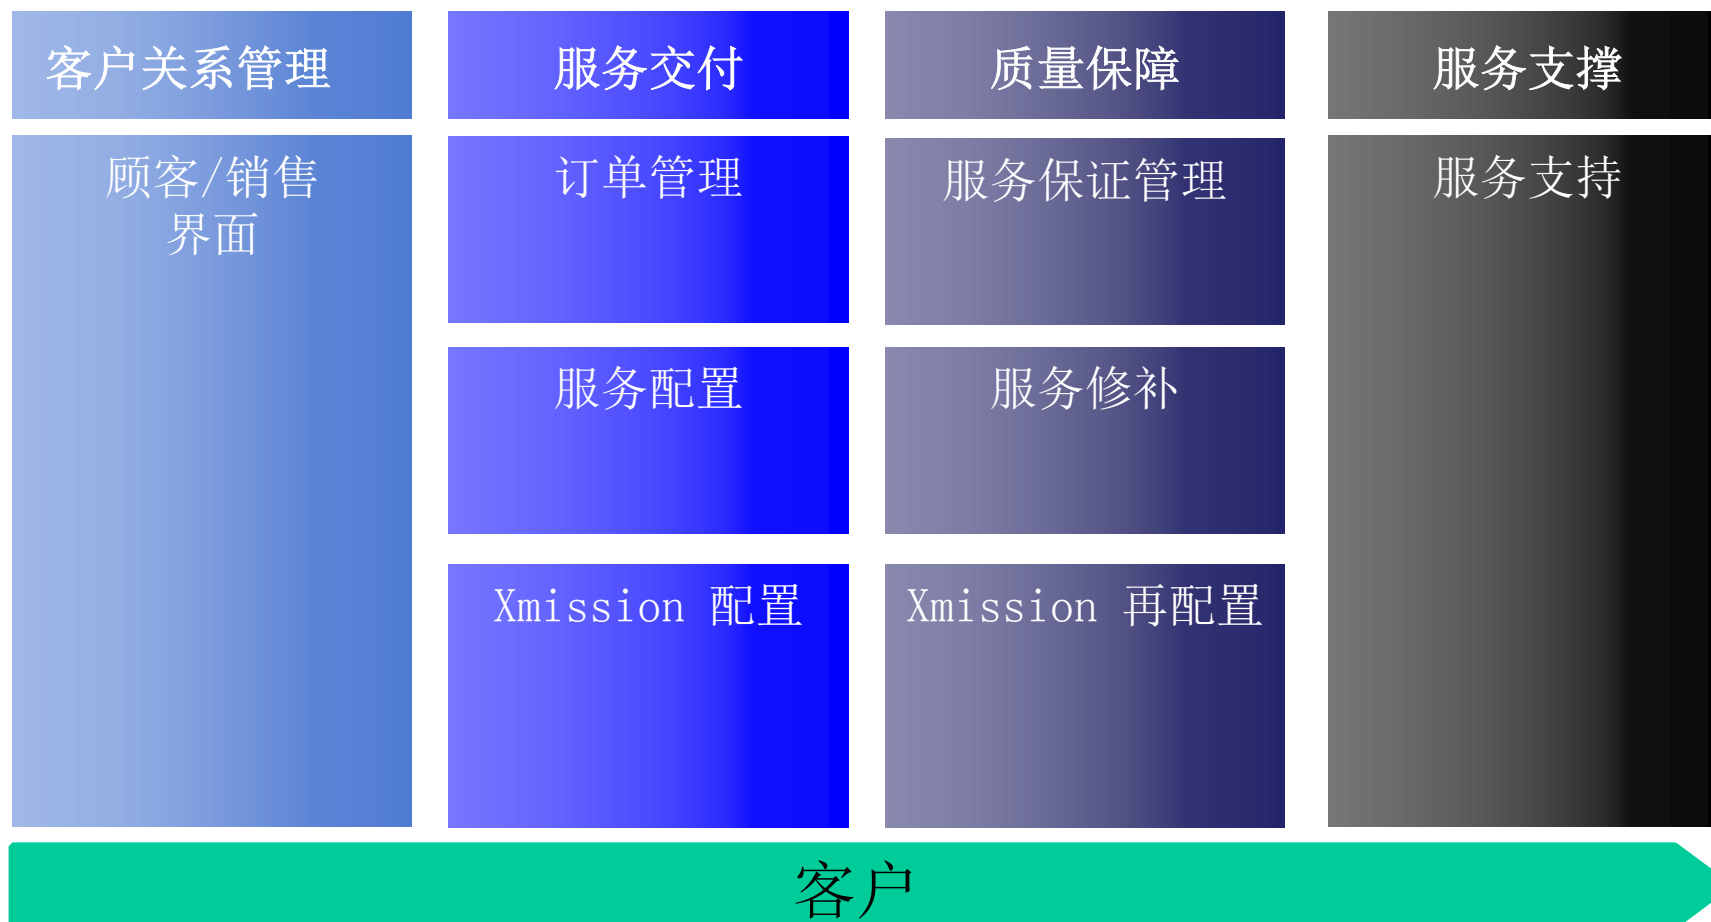 客户关系管理
服务交付
质量保障
服务支撑
顾客/销售
界面
订单管理
服务保证管理
服务支持
服务配置
服务修补
Xmission 配置
Xmission 再配置
客户